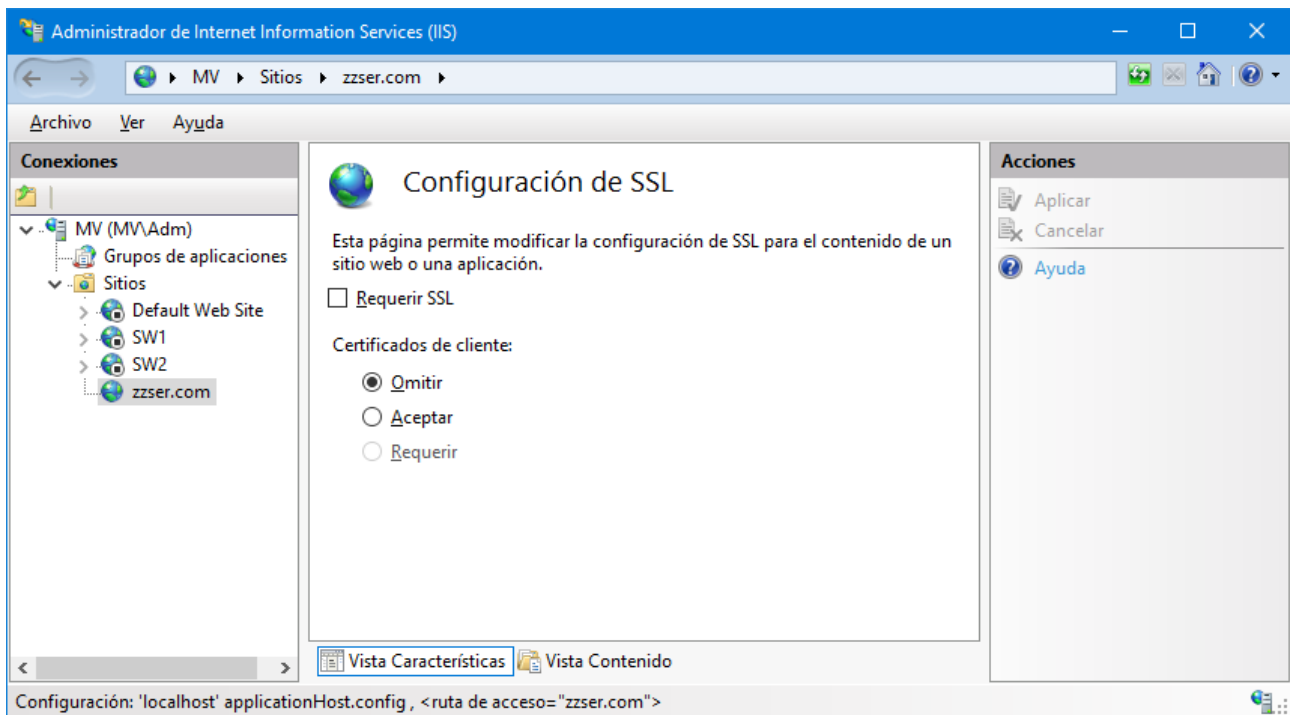 Administrador de Internet Information Services (IIS)
MV Sitios zzser.com
Archivo Ver Ayuda
Conexiones
MV (MV\Adm)
Grupos de aplicaciones
Sitios
Default Web Site
SW1
SW2
zzser.com
Configuración de SSL
Esta página permite modificar la configuración de SSL para el contenido de un
sitio web o una aplicación.
Requerir SSL
Certificados de cliente:
Omitir
Aceptar
Requerir
Vista Características Vista Contenido
Acciones
Aplicar
Cancelar
Ayuda
Configuración: 'localhost' applicationHost.config , <ruta de acceso="zzser.com">